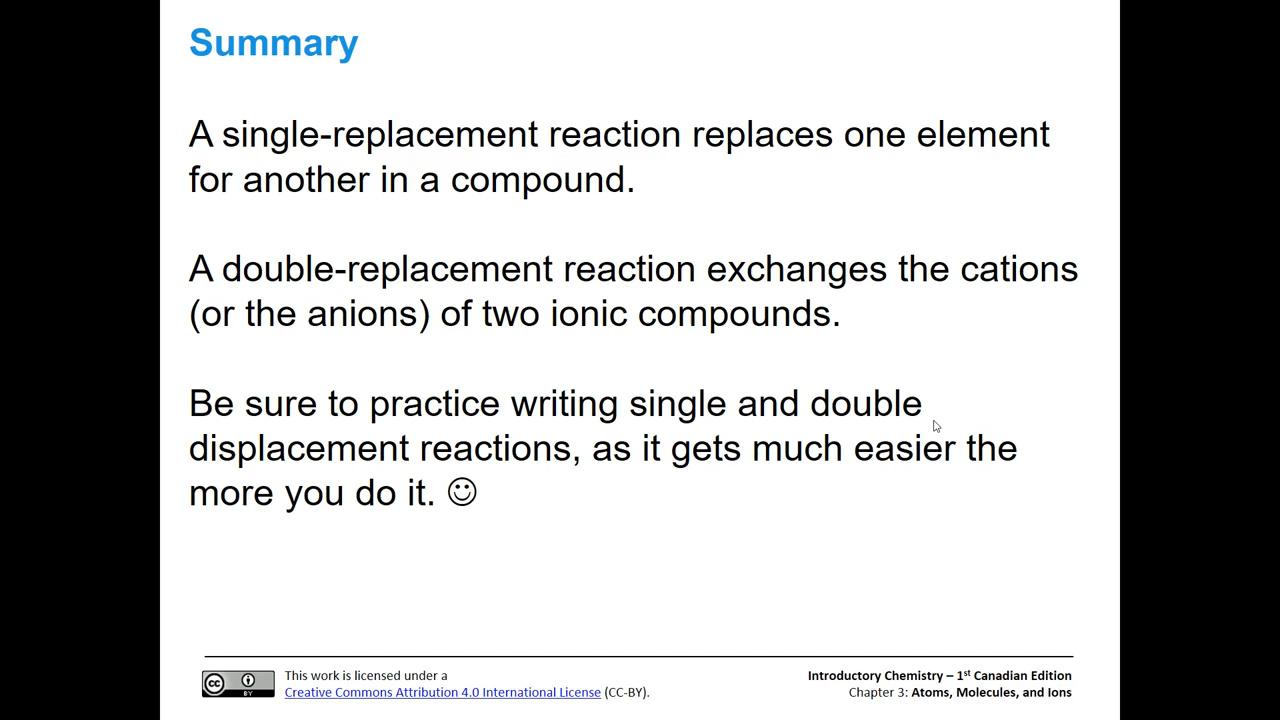 Summary
A single-replacement reaction replaces one element
for another in a compound.
A double-replacement reaction exchanges the cations
(or the anions) of two ionic compounds.
Be sure to practice writing single and double
displacement reactions, as it gets much easier the
more you do it. ☺
cc BY
This work is licensed under a
Creative Commons Attribution 4.0 International License (CC-BY).
Introductory Chemistry – 1st Canadian Edition
Chapter 3: Atoms, Molecules, and Ions